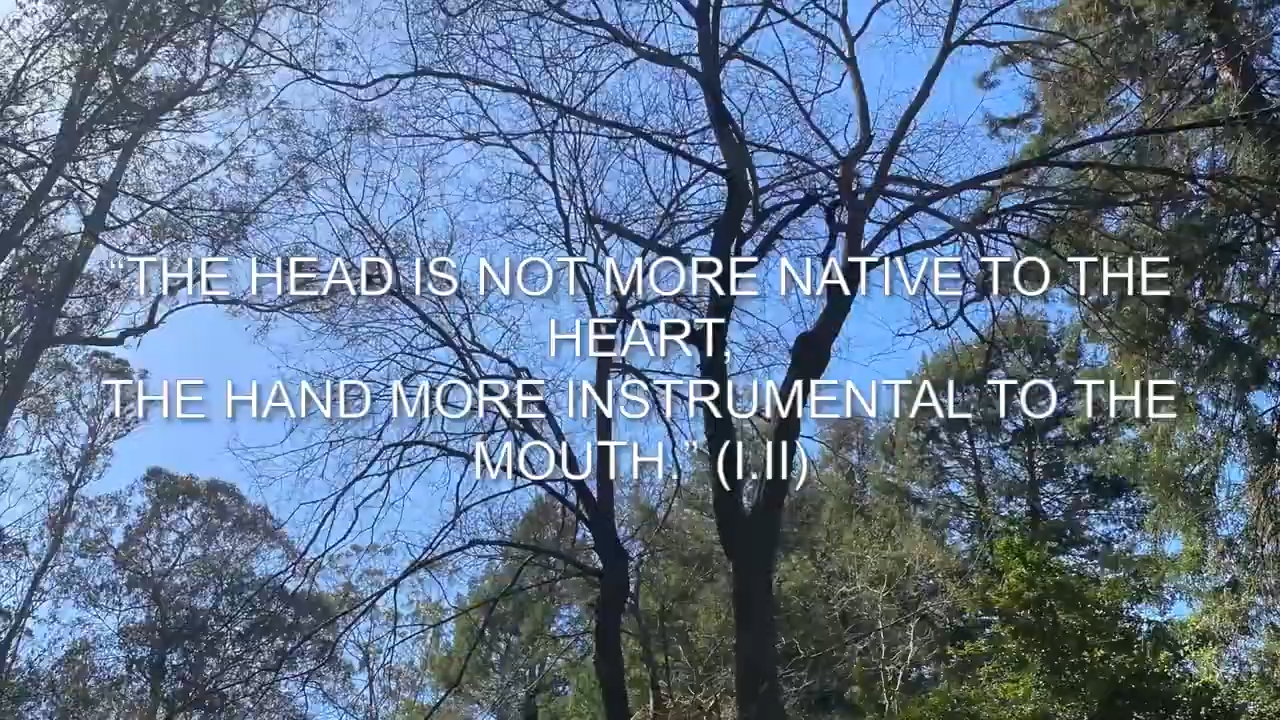 “THE HEAD IS NOT MORE NATIVE TO THE
HEART,
THE HAND MORE INSTRUMENTAL TO THE
MOUTH.” (I.II)